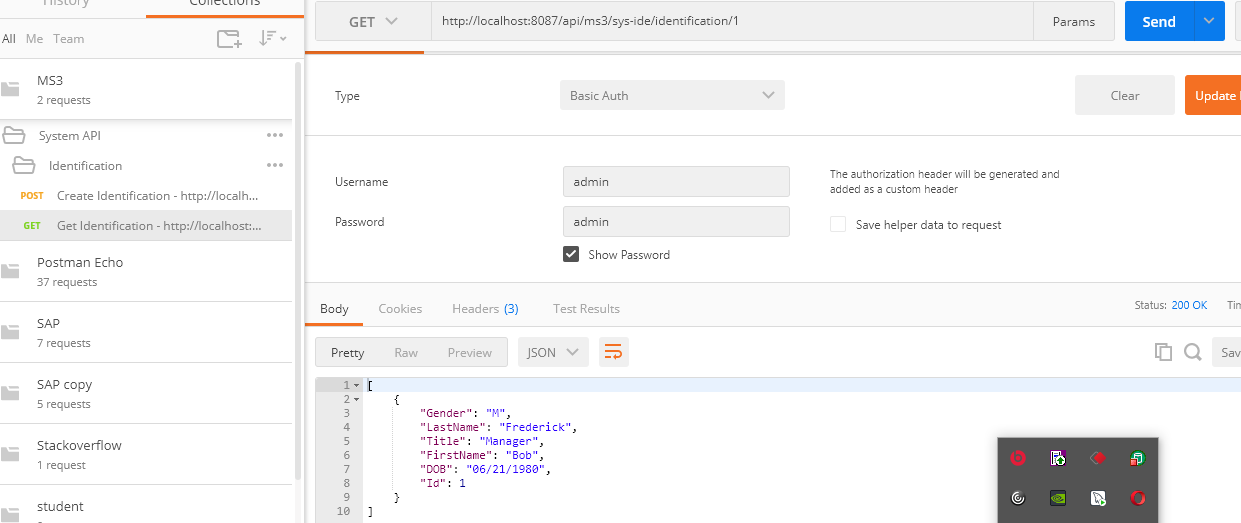 History
Collections
All Me Team
MS3
2 requests
System API
Identification
POST Create Identification - http://localh...
GET Get Identification - http://localhost:...
Postman Echo
37 requests
SAP
7 requests
SAP copy
5 requests
Stackoverflow
1 request
student
GET http://localhost:8087/api/ms3/sys-ide/identification/1 Params Send
Type Basic Auth Clear Update
Username admin
The authorization header will be generated and
added as a custom header
Password admin
Save helper data to request
Show Password
Body Cookies Headers (3) Test Results Status: 200 OK Tim
Pretty Raw Preview JSON Sav
1 [
2 {
3 "Gender": "M",
4 "LastName": "Frederick",
5 "Title": "Manager",
6 "FirstName": "Bob",
7 "DOB": "06/21/1980",
8 "Id": 1
9 }
10 ]